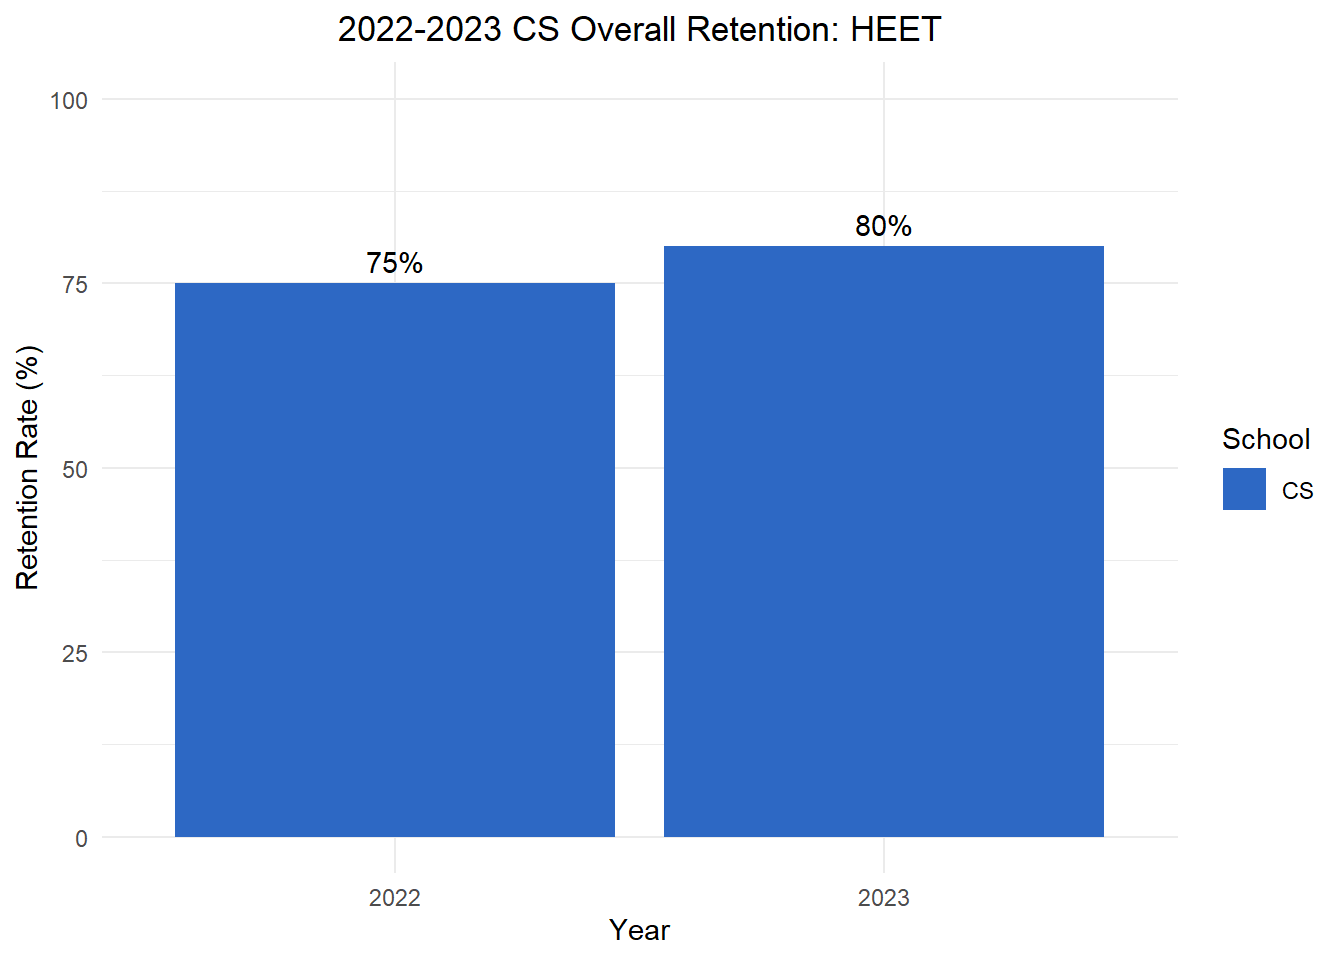 2022-2023 CS Overall Retention: HEET
100
75
50
25
0
Retention Rate (%)
75%
80%
2022
2023
Year
School
CS